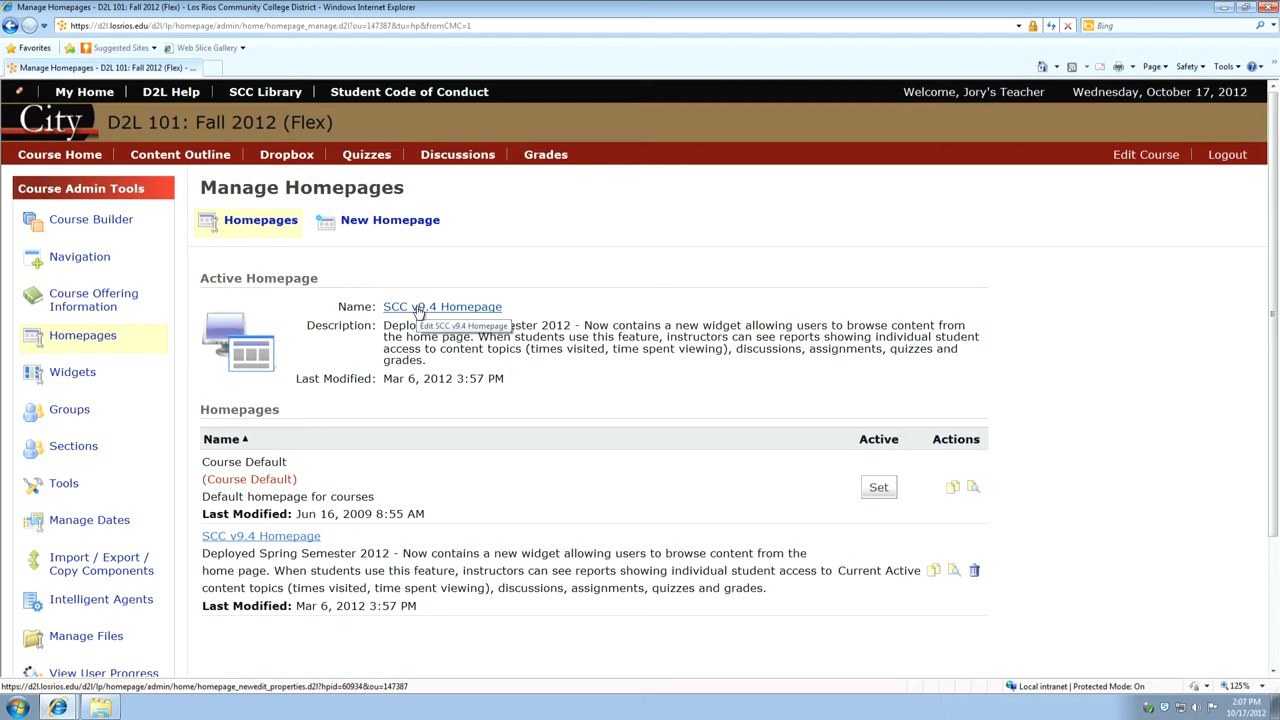 Manage Homepages - D2L 101: Fall 2012 (Flex) - Los Rios Community College District - Windows Internet Explorer
https://d2l.losrios.edu/d2l/lp/homepage/admin/home/homepage_manage.d2l?ou=147387&tu=hp&fromCMC=1
Bing
Favorites Suggested Sites Web Slice Gallery
Manage Homepages - D2L 101: Fall 2012 (Flex) - ...
Page Safety Tools
My Home D2L Help SCC Library Student Code of Conduct Welcome, Jory's Teacher Wednesday, October 17, 2012
City D2L 101: Fall 2012 (Flex)
Course Home Content Outline Dropbox Quizzes Discussions Grades Edit Course Logout
Course Admin Tools
Course Builder
Navigation
Course Offering
Information
Homepages
Widgets
Groups
Sections
Tools
Manage Dates
Import / Export /
Copy Components
Intelligent Agents
Manage Files
View User Progress
Manage Homepages
Homepages New Homepage
Active Homepage
Name: SCC v9.4 Homepage
Edit SCC v9.4 Homepage
Description: Deplo mester 2012 - Now contains a new widget allowing users to browse content from
the home page. When students use this feature, instructors can see reports showing individual student
access to content topics (times visited, time spent viewing), discussions, assignments, quizzes and
grades.
Last Modified: Mar 6, 2012 3:57 PM
Homepages
Name Active Actions
Course Default
(Course Default)
Default homepage for courses
Last Modified: Jun 16, 2009 8:55 AM
Set
SCC v9.4 Homepage
Deployed Spring Semester 2012 - Now contains a new widget allowing users to browse content from the
home page. When students use this feature, instructors can see reports showing individual student access to Current Active
content topics (times visited, time spent viewing), discussions, assignments, quizzes and grades.
Last Modified: Mar 6, 2012 3:57 PM
https://d2l.losrios.edu/d2l/lp/homepage/admin/home/homepage_newedit_properties.d2l?hpid=60934&ou=147387
Local intranet | Protected Mode: On
125%
2:07 PM
10/17/2012